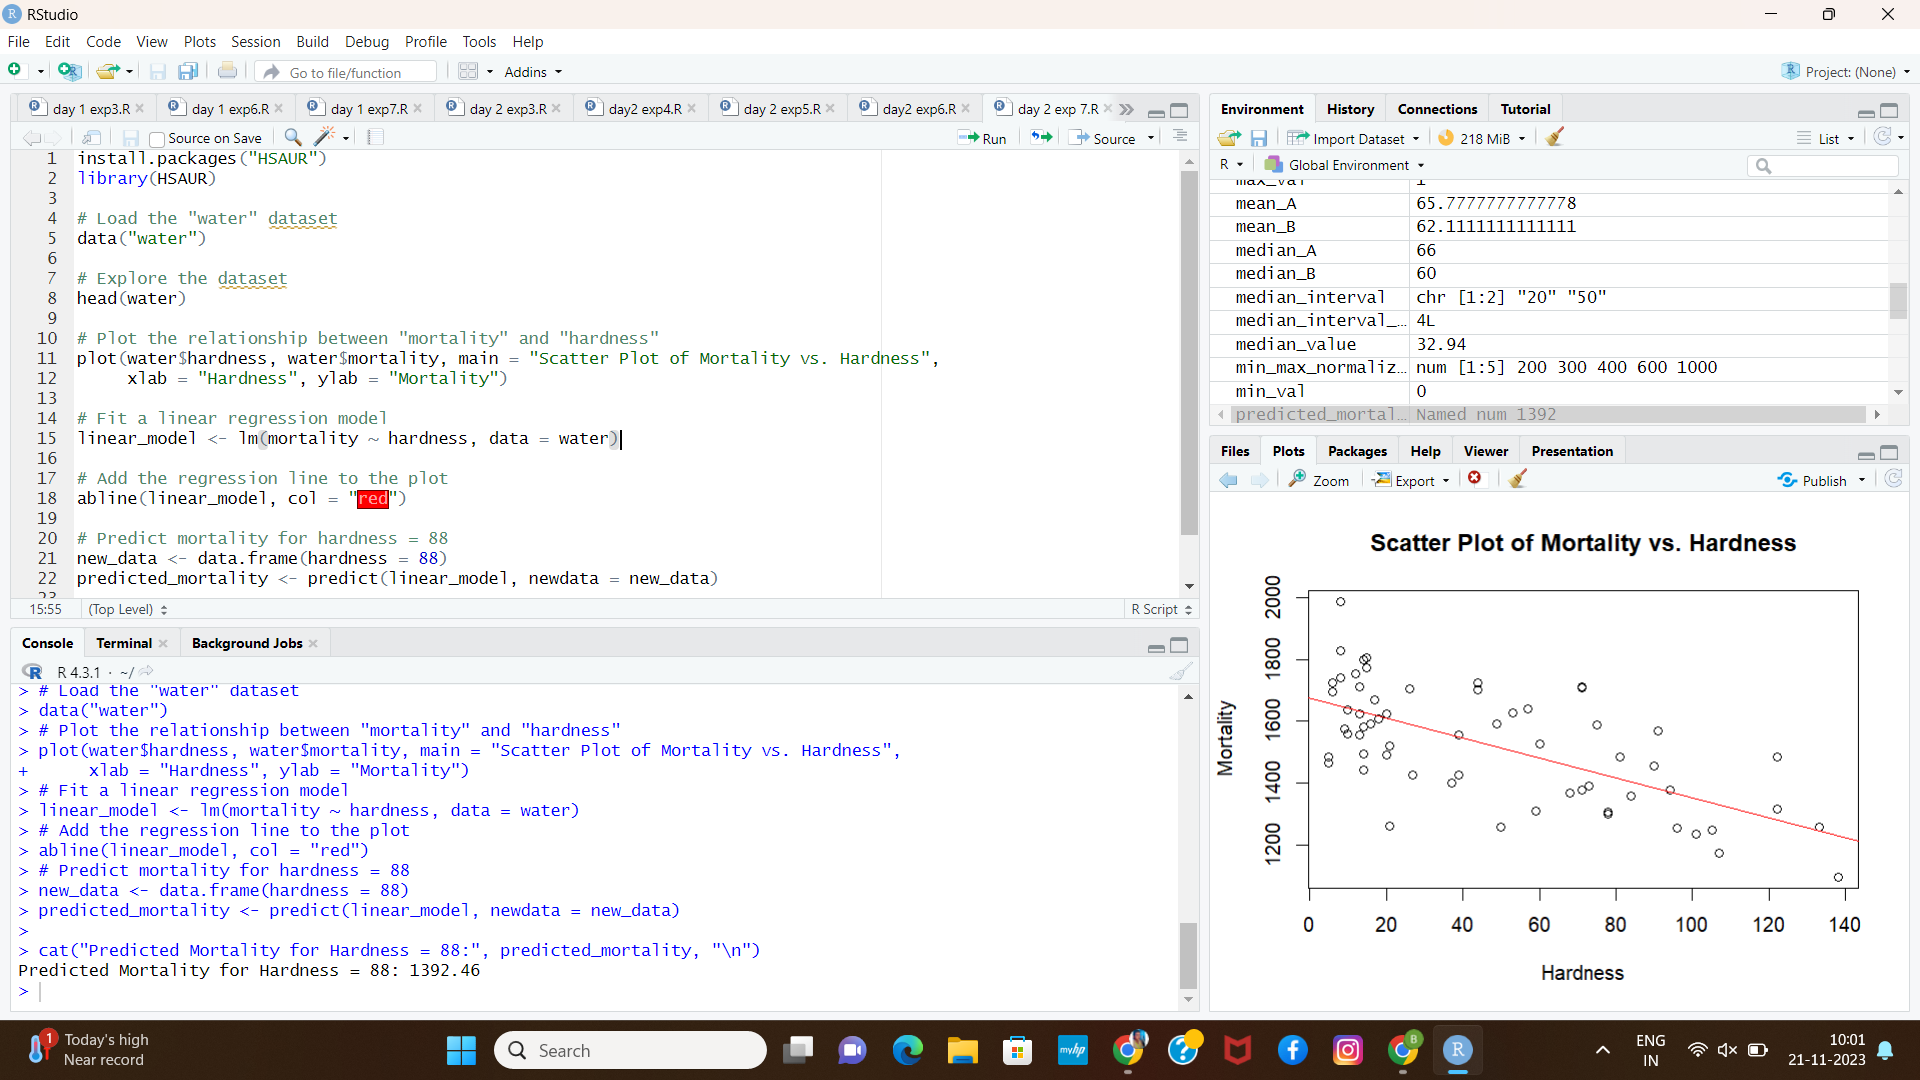 RStudio
File Edit Code View Plots Session Build Debug Profile Tools Help
Go to file/function Addins Project: (None)
day 1 exp3.R day 1 exp6.R day 1 exp7.R day 2 exp3.R day2 exp4.R day 2 exp5.R day2 exp6.R day 2 exp 7.R
Source on Save Run Source
1 install.packages("HSAUR")
2 library(HSAUR)
3
4 # Load the "water" dataset
5 data("water")
6
7 # Explore the dataset
8 head(water)
9
10 # Plot the relationship between "mortality" and "hardness"
11 plot(water$hardness, water$mortality, main = "Scatter Plot of Mortality vs. Hardness",
12 xlab = "Hardness", ylab = "Mortality")
13
14 # Fit a linear regression model
15 linear_model <- lm(mortality ~ hardness, data = water)
16
17 # Add the regression line to the plot
18 abline(linear_model, col = "red")
19
20 # Predict mortality for hardness = 88
21 new_data <- data.frame(hardness = 88)
22 predicted_mortality <- predict(linear_model, newdata = new_data)
23
15:55 (Top Level) R Script
Console Terminal Background Jobs
R 4.3.1 · ~/
> # Load the "water" dataset
> data("water")
> # Plot the relationship between "mortality" and "hardness"
> plot(water$hardness, water$mortality, main = "Scatter Plot of Mortality vs. Hardness",
+ xlab = "Hardness", ylab = "Mortality")
> # Fit a linear regression model
> linear_model <- lm(mortality ~ hardness, data = water)
> # Add the regression line to the plot
> abline(linear_model, col = "red")
> # Predict mortality for hardness = 88
> new_data <- data.frame(hardness = 88)
> predicted_mortality <- predict(linear_model, newdata = new_data)
>
> cat("Predicted Mortality for Hardness = 88:", predicted_mortality, "\n")
Predicted Mortality for Hardness = 88: 1392.46
>
Environment History Connections Tutorial
Import Dataset 218 MiB List
R Global Environment
max_val 1
mean_A 65.7777777777778
mean_B 62.1111111111111
median_A 66
median_B 60
median_interval chr [1:2] "20" "50"
median_interval_... 4L
median_value 32.94
min_max_normaliz... num [1:5] 200 300 400 600 1000
min_val 0
predicted_mortal... Named num 1392
Files Plots Packages Help Viewer Presentation
Zoom Export Publish
Scatter Plot of Mortality vs. Hardness
Mortality
2000
1800
1600
1400
1200
0 20 40 60 80 100 120 140
Hardness
1 Today's high
Near record
Search
myhp
B
R
ENG
IN
10:01
21-11-2023